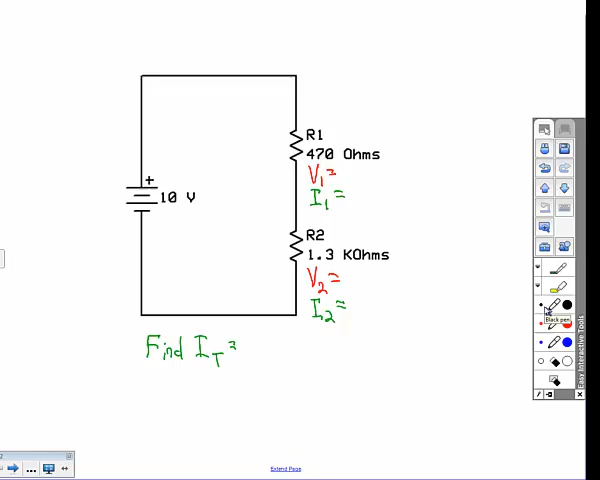 +
10 V
R1
470 Ohms
V1=
I1=
R2
1.3 KOhms
V2=
I2=
Find IT=
Black pen
Easy Interactive Tools
2
...
Extend Page